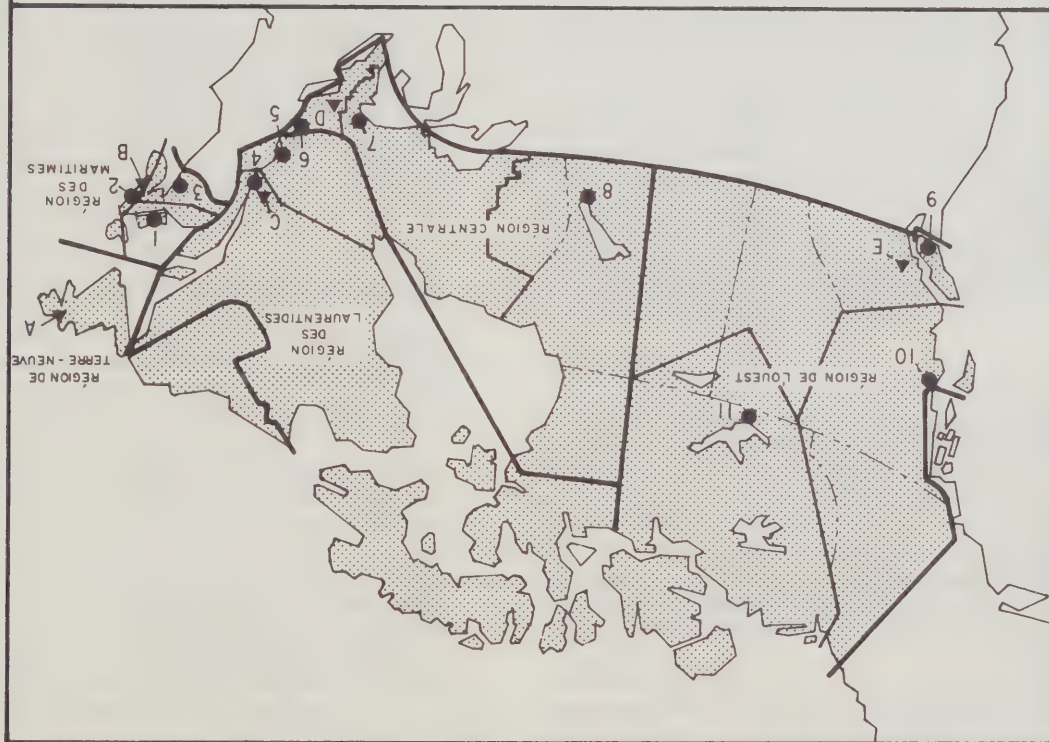 11
10
RÉGION DE L'OUEST
RÉGION
DES
LAURENTIDES
RÉGION DE
TERRE - NEUVE
A
E
9
RÉGION CENTRALE
8
C
4
1
2
3
B
RÉGION
DES
MARITIMES
7
D
6
5